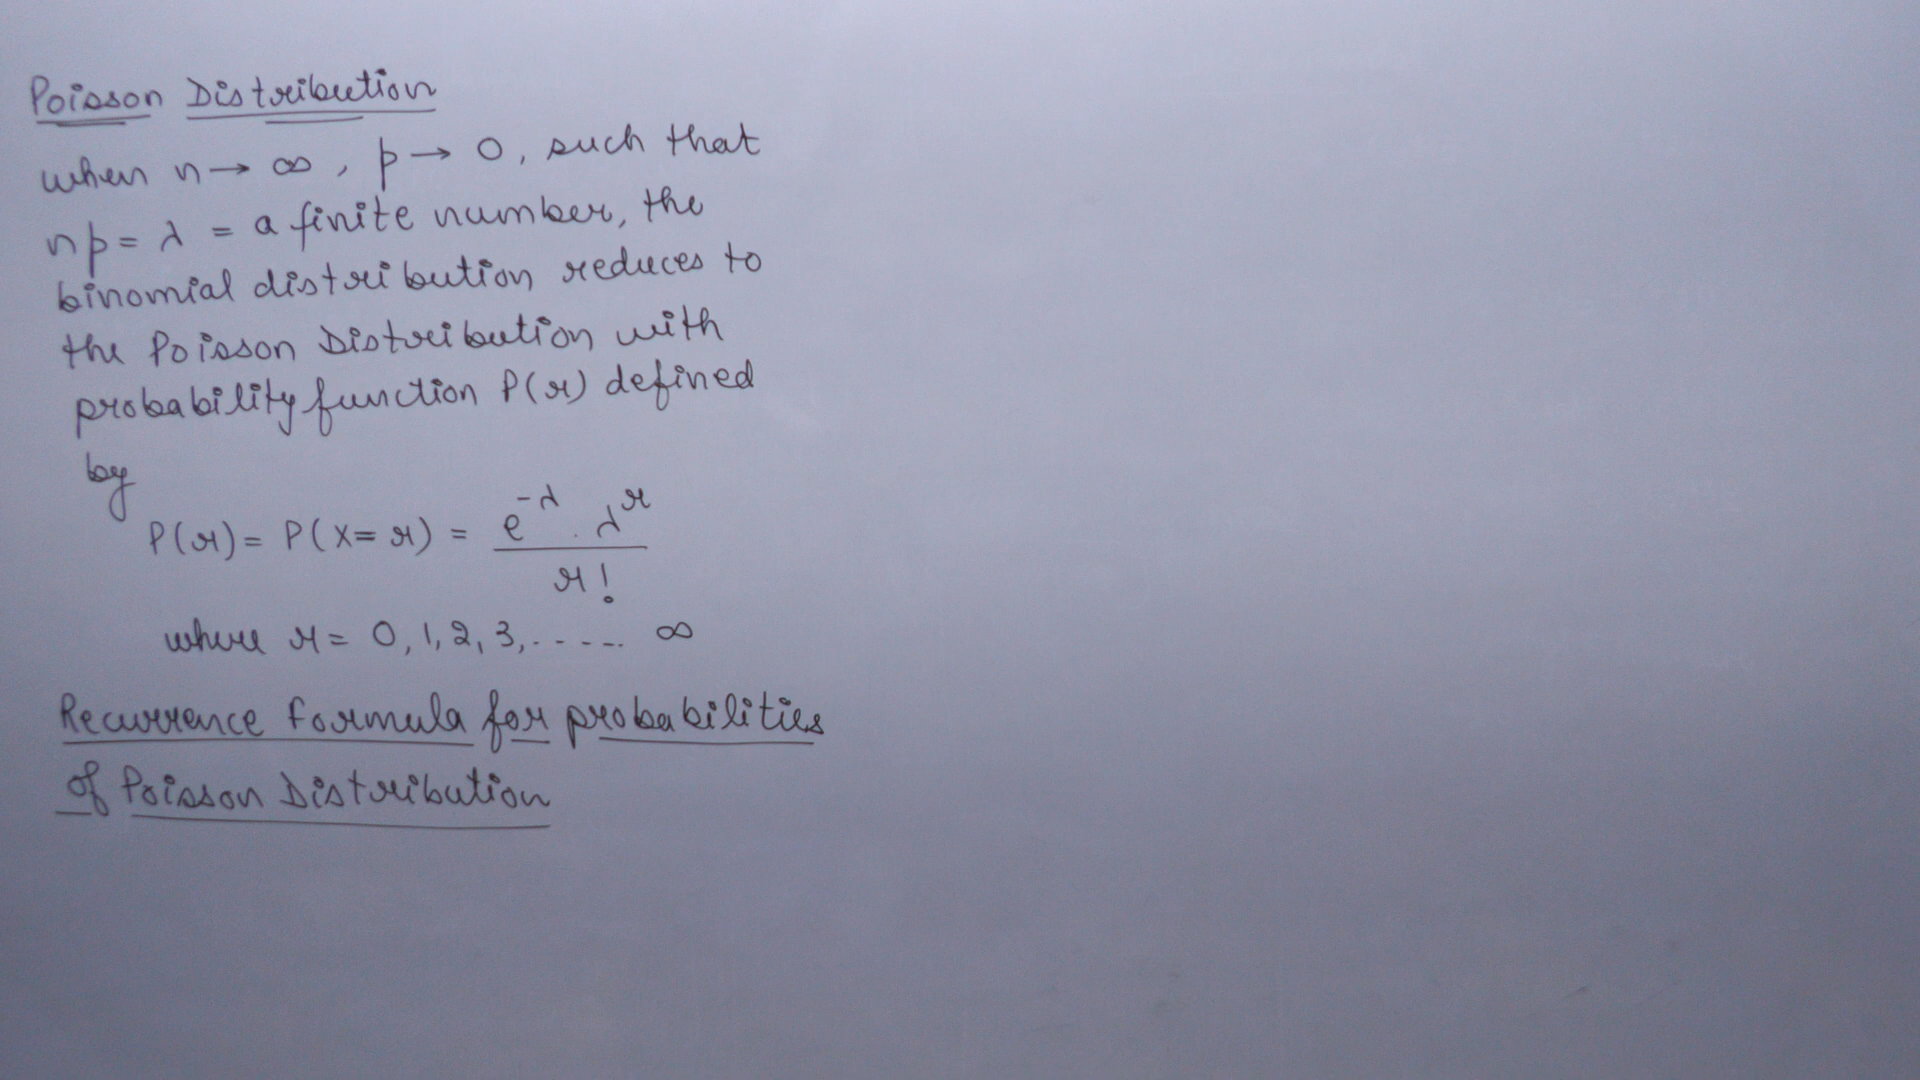 Poisson Distribution
when n → ∞, p → 0, such that
np = λ = a finite number, the
binomial distribution reduces to
the Poisson Distribution with
probability function P(r) defined
by
P(r) = P(X = r) = e^{-λ} . λ^r / r!
where r = 0, 1, 2, 3, ...... ∞
Recurrence Formula for probabilities
of Poisson Distribution